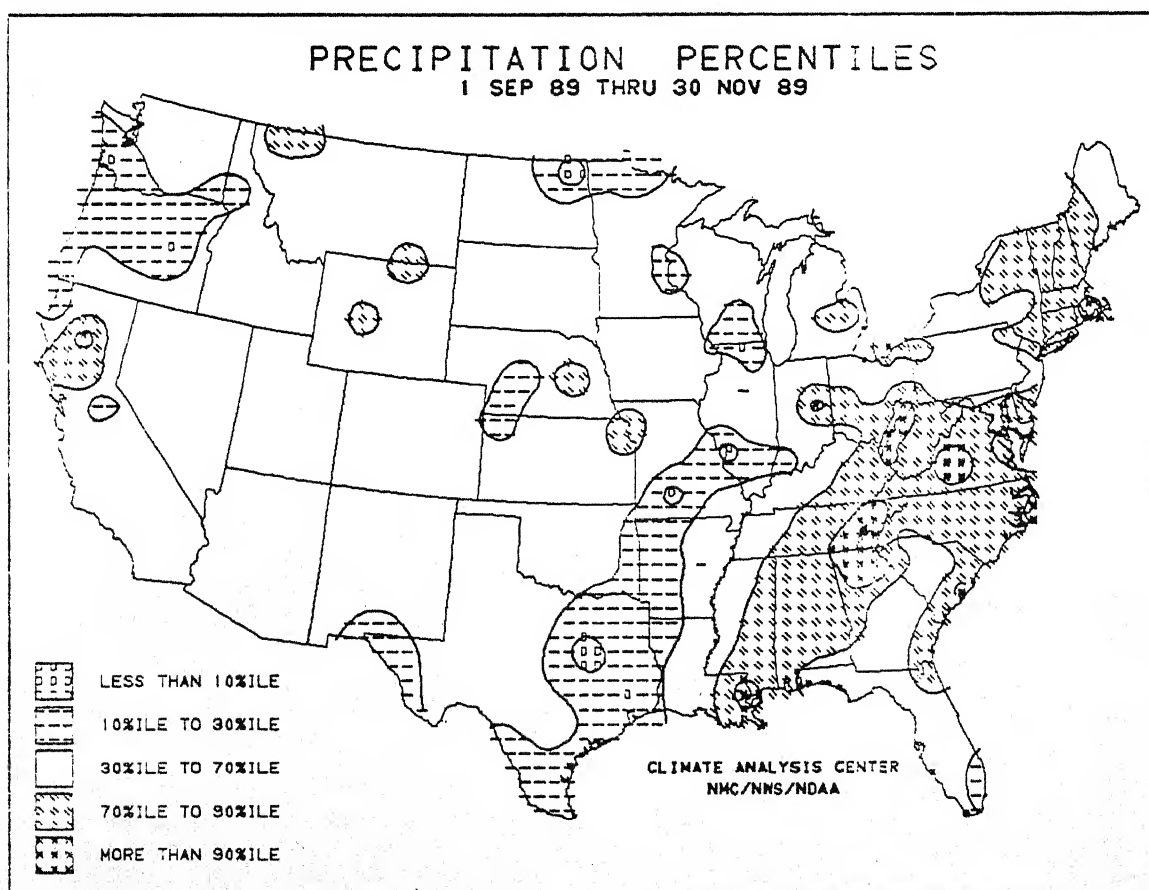 PRECIPITATION PERCENTILES
1 SEP 89 THRU 30 NOV 89
LESS THAN 10%ILE
10%ILE TO 30%ILE
30%ILE TO 70%ILE
70%ILE TO 90%ILE
MORE THAN 90%ILE
CLIMATE ANALYSIS CENTER
NMC/NWS/NOAA